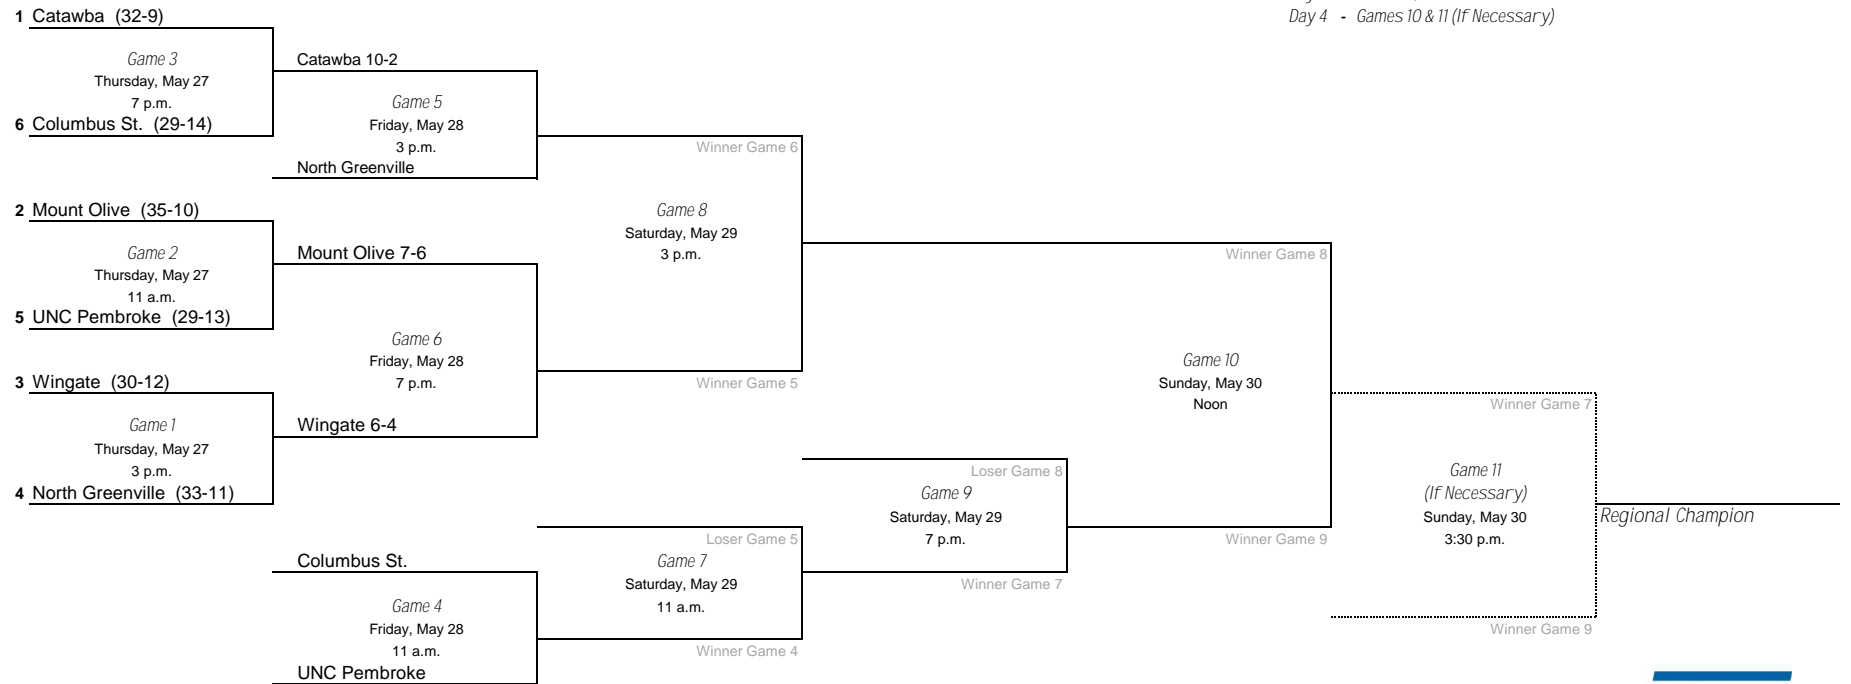 1 Catawba (32-9)
Day 4 - Games 10 & 11 (If Necessary)
Game 3
Thursday, May 27
7 p.m.
6 Columbus St. (29-14)
Catawba 10-2
Game 5
Friday, May 28
3 p.m.
North Greenville
Winner Game 6
2 Mount Olive (35-10)
Game 2
Thursday, May 27
11 a.m.
5 UNC Pembroke (29-13)
Mount Olive 7-6
Game 8
Saturday, May 29
3 p.m.
Winner Game 8
Game 6
Friday, May 28
7 p.m.
Winner Game 5
3 Wingate (30-12)
Game 1
Thursday, May 27
3 p.m.
4 North Greenville (33-11)
Wingate 6-4
Game 10
Sunday, May 30
Noon
Winner Game 7
Loser Game 8
Game 9
Saturday, May 29
7 p.m.
Winner Game 9
Game 11
(If Necessary)
Sunday, May 30
3:30 p.m.
Regional Champion
Loser Game 5
Game 7
Saturday, May 29
11 a.m.
Winner Game 7
Columbus St.
Game 4
Friday, May 28
11 a.m.
UNC Pembroke
Winner Game 4
Winner Game 9